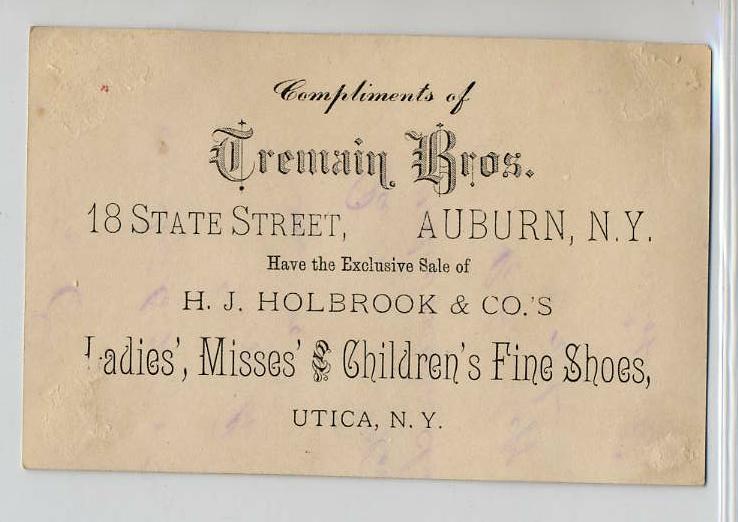 Compliments of
Tremain Bros.
18 STATE STREET, AUBURN, N.Y.
Have the Exclusive Sale of
H. J. HOLBROOK & CO.'S
Ladies', Misses' & Children's Fine Shoes,
UTICA, N. Y.